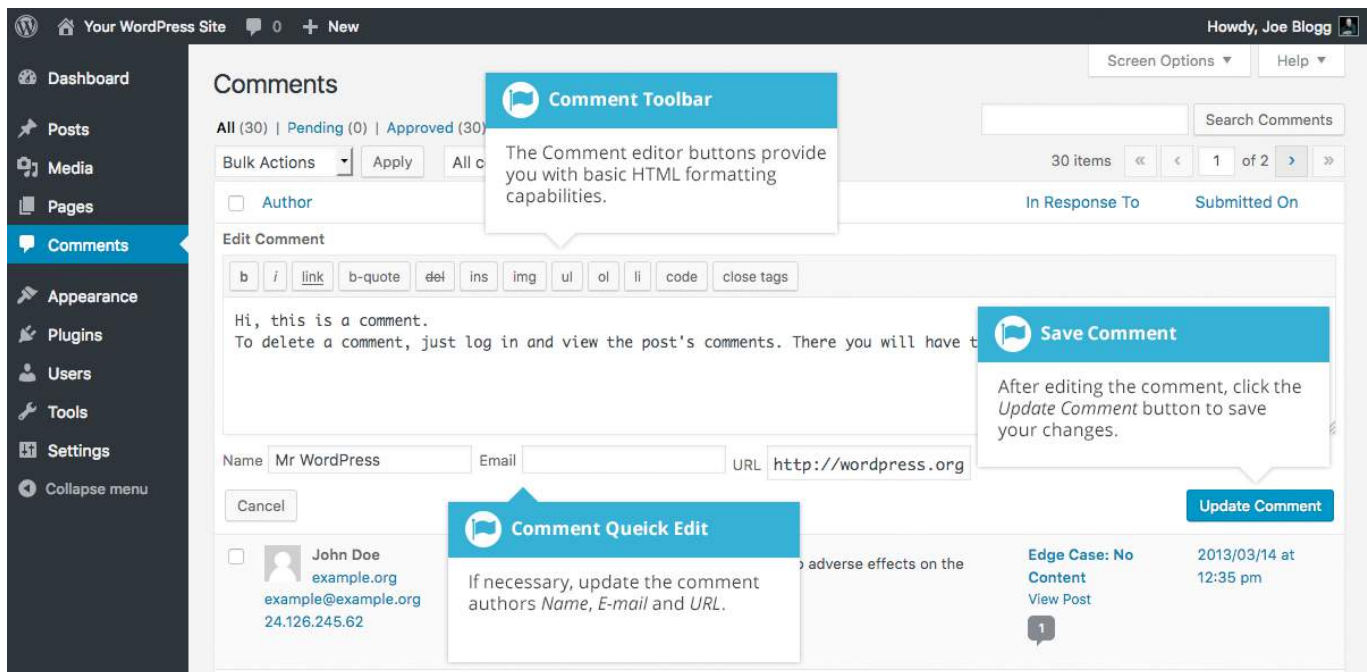 Your WordPress Site 0 + New Howdy, Joe Blogg
Screen Options ▼ Help ▼
Dashboard
Posts
Media
Pages
Comments
Appearance
Plugins
Users
Tools
Settings
Collapse menu
Comments
All (30) | Pending (0) | Approved (30)
Search Comments
Bulk Actions Apply All
30 items « ‹ 1 of 2 › »
Author In Response To Submitted On
Comment Toolbar
The Comment editor buttons provide
you with basic HTML formatting
capabilities.
Edit Comment
b i link b-quote del ins img ul ol li code close tags
Hi, this is a comment.
To delete a comment, just log in and view the post's comments. There you will have
Save Comment
After editing the comment, click the
Update Comment button to save
your changes.
Name Mr WordPress Email URL http://wordpress.org
Cancel Update Comment
Comment Queick Edit
If necessary, update the comment
authors Name, E-mail and URL.
John Doe
example.org
example@example.org
24.126.245.62
adverse effects on the
Edge Case: No
Content
View Post
1
2013/03/14 at
12:35 pm